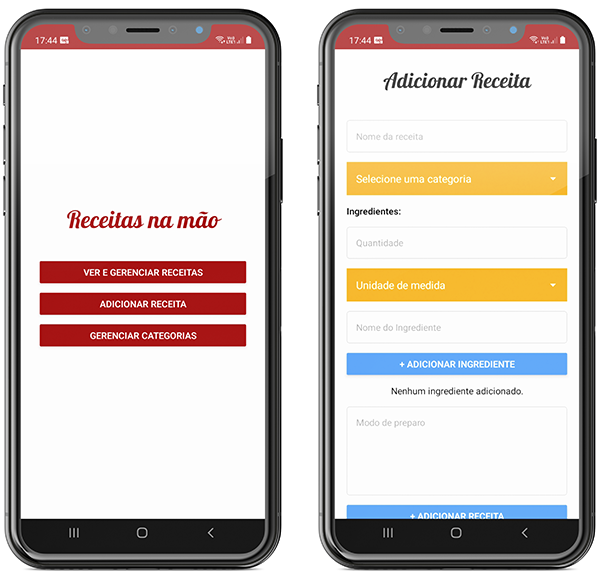 17:44
Receitas na mão
VER E GERENCIAR RECEITAS
ADICIONAR RECEITA
GERENCIAR CATEGORIAS
17:44
Adicionar Receita
Nome da receita
Selecione uma categoria
Ingredientes:
Quantidade
Unidade de medida
Nome do Ingrediente
+ ADICIONAR INGREDIENTE
Nenhum ingrediente adicionado.
Modo de preparo
+ ADICIONAR RECEITA